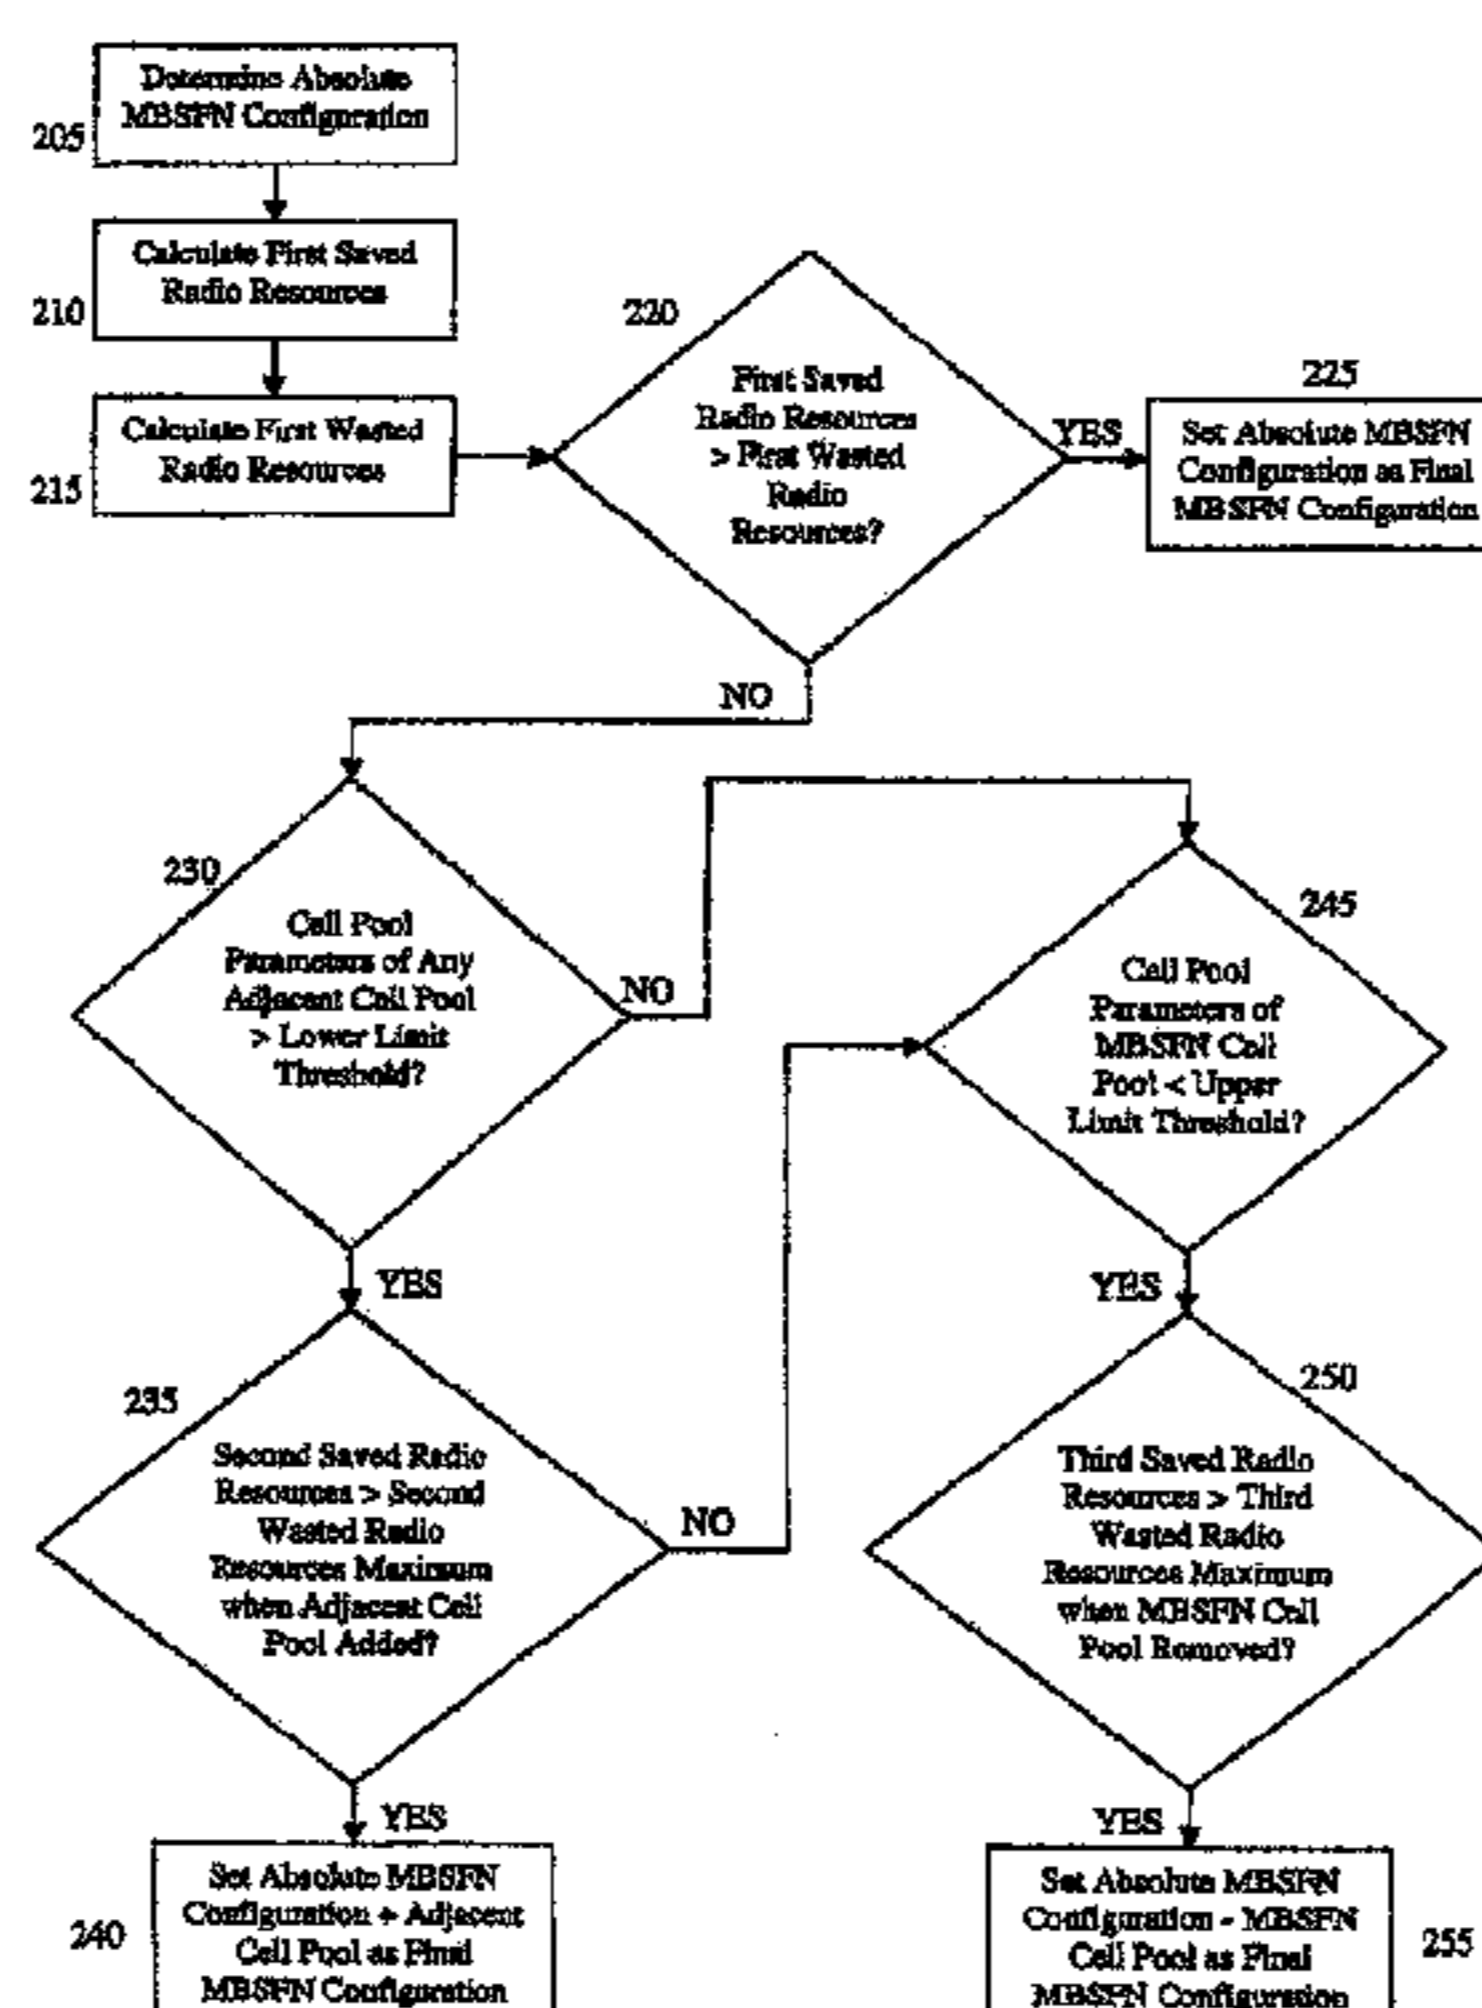 Determine Absolute
MBSFN Configuration
205
Calculate First Saved
Radio Resources
210
Calculate First Wasted
Radio Resources
215
220
First Saved
Radio Resources
> First Wasted
Radio
Resources?
YES
225
Set Absolute MBSFN
Configuration as Final
MBSFN Configuration
NO
230
Cell Pool
Parameters of Any
Adjacent Cell Pool
> Lower Limit
Threshold?
NO
245
Cell Pool
Parameters of
MBSFN Cell
Pool < Upper
Limit Threshold?
YES
YES
235
Second Saved Radio
Resources > Second
Wasted Radio
Resources Maximum
when Adjacent Cell
Pool Added?
NO
250
Third Saved Radio
Resources > Third
Wasted Radio
Resources Maximum
when MBSFN Cell
Pool Removed?
YES
YES
240
Set Absolute MBSFN
Configuration + Adjacent
Cell Pool as Final
MBSFN Configuration
Set Absolute MBSFN
Configuration - MBSFN
Cell Pool as Final
MBSFN Configuration
255